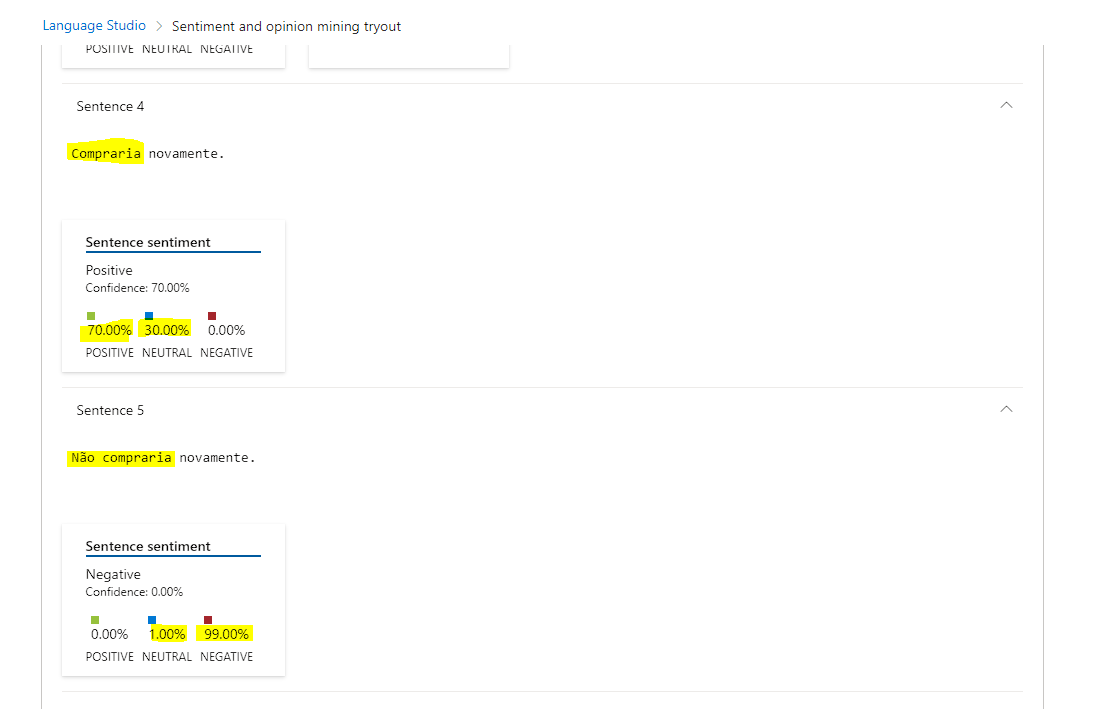 Language Studio > Sentiment and opinion mining tryout
POSITIVE NEUTRAL NEGATIVE
Sentence 4
Compraria novamente.
Sentence sentiment
Positive
Confidence: 70.00%
70.00% 30.00% 0.00%
POSITIVE NEUTRAL NEGATIVE
Sentence 5
Não compraria novamente.
Sentence sentiment
Negative
Confidence: 0.00%
0.00% 1.00% 99.00%
POSITIVE NEUTRAL NEGATIVE